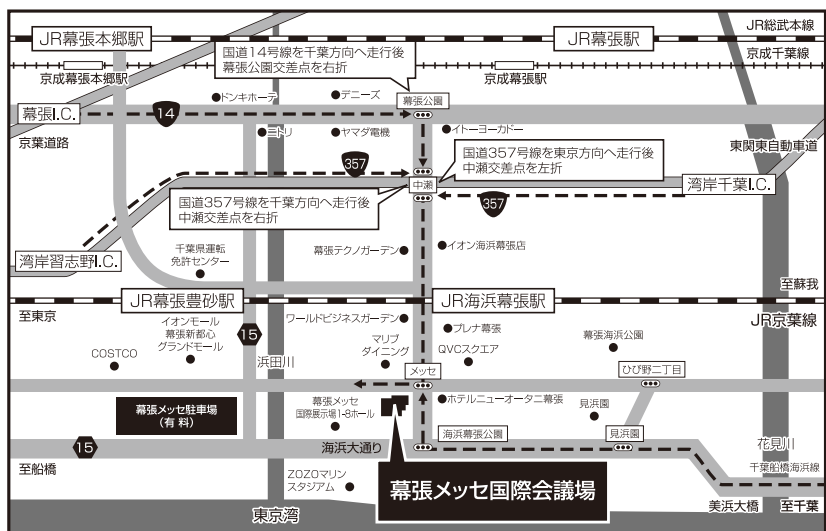 JR総武本線
JR幕張本郷駅
国道14号線を千葉方向へ走行後
幕張公園交差点を右折
JR幕張駅
京成千葉線
京成幕張本郷駅
京成幕張駅
幕張I.C.
14
ドンキホーテ
デニーズ
幕張公園
京葉道路
ニトリ
ヤマダ電機
イトーヨーカドー
東関東自動車道
357
国道357号線を東京方向へ走行後
中瀬交差点を左折
中瀬
湾岸千葉I.C.
国道357号線を千葉方向へ走行後
中瀬交差点を右折
357
湾岸習志野I.C.
千葉県運転
免許センター
幕張テクノガーデン
イオン海浜幕張店
至蘇我
JR幕張豊砂駅
JR海浜幕張駅
至東京
JR京葉線
イオンモール
幕張新都心
グランドモール
15
ワールドビジネスガーデン
プレナ幕張
幕張海浜公園
COSTCO
浜田川
マリブ
ダイニング
QVCスクエア
メッセ
ひび野二丁目
幕張メッセ駐車場
(有料)
幕張メッセ
国際展示場1-8ホール
ホテルニューオータニ幕張
見浜園
15
海浜大通り
海浜幕張公園
見浜園
花見川
至船橋
千葉船橋海浜線
ZOZOマリン
スタジアム
幕張メッセ国際会議場
東京湾
美浜大橋
至千葉